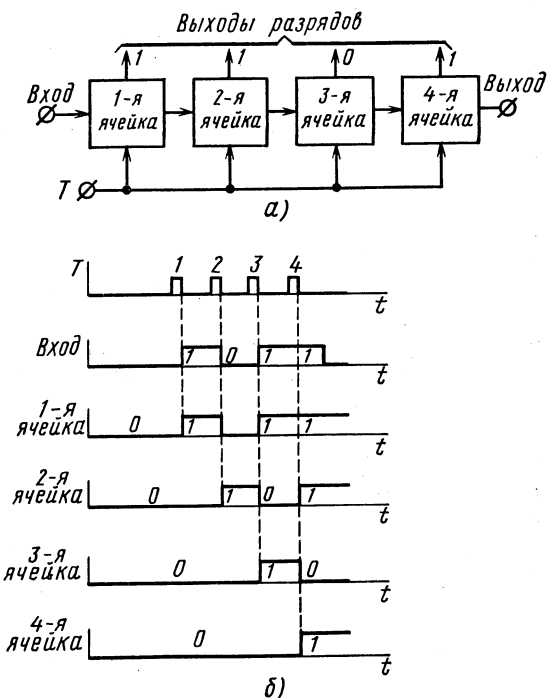 Выходы разрядов
1 1 0 1
Вход 1-я ячейка 2-я ячейка 3-я ячейка 4-я ячейка Выход
T
а)
T 1 2 3 4 t
Вход 1 0 1 1 t
1-я ячейка 0 1 1 1 t
2-я ячейка 0 1 0 1 t
3-я ячейка 0 1 0 t
4-я ячейка 0 1 t
б)